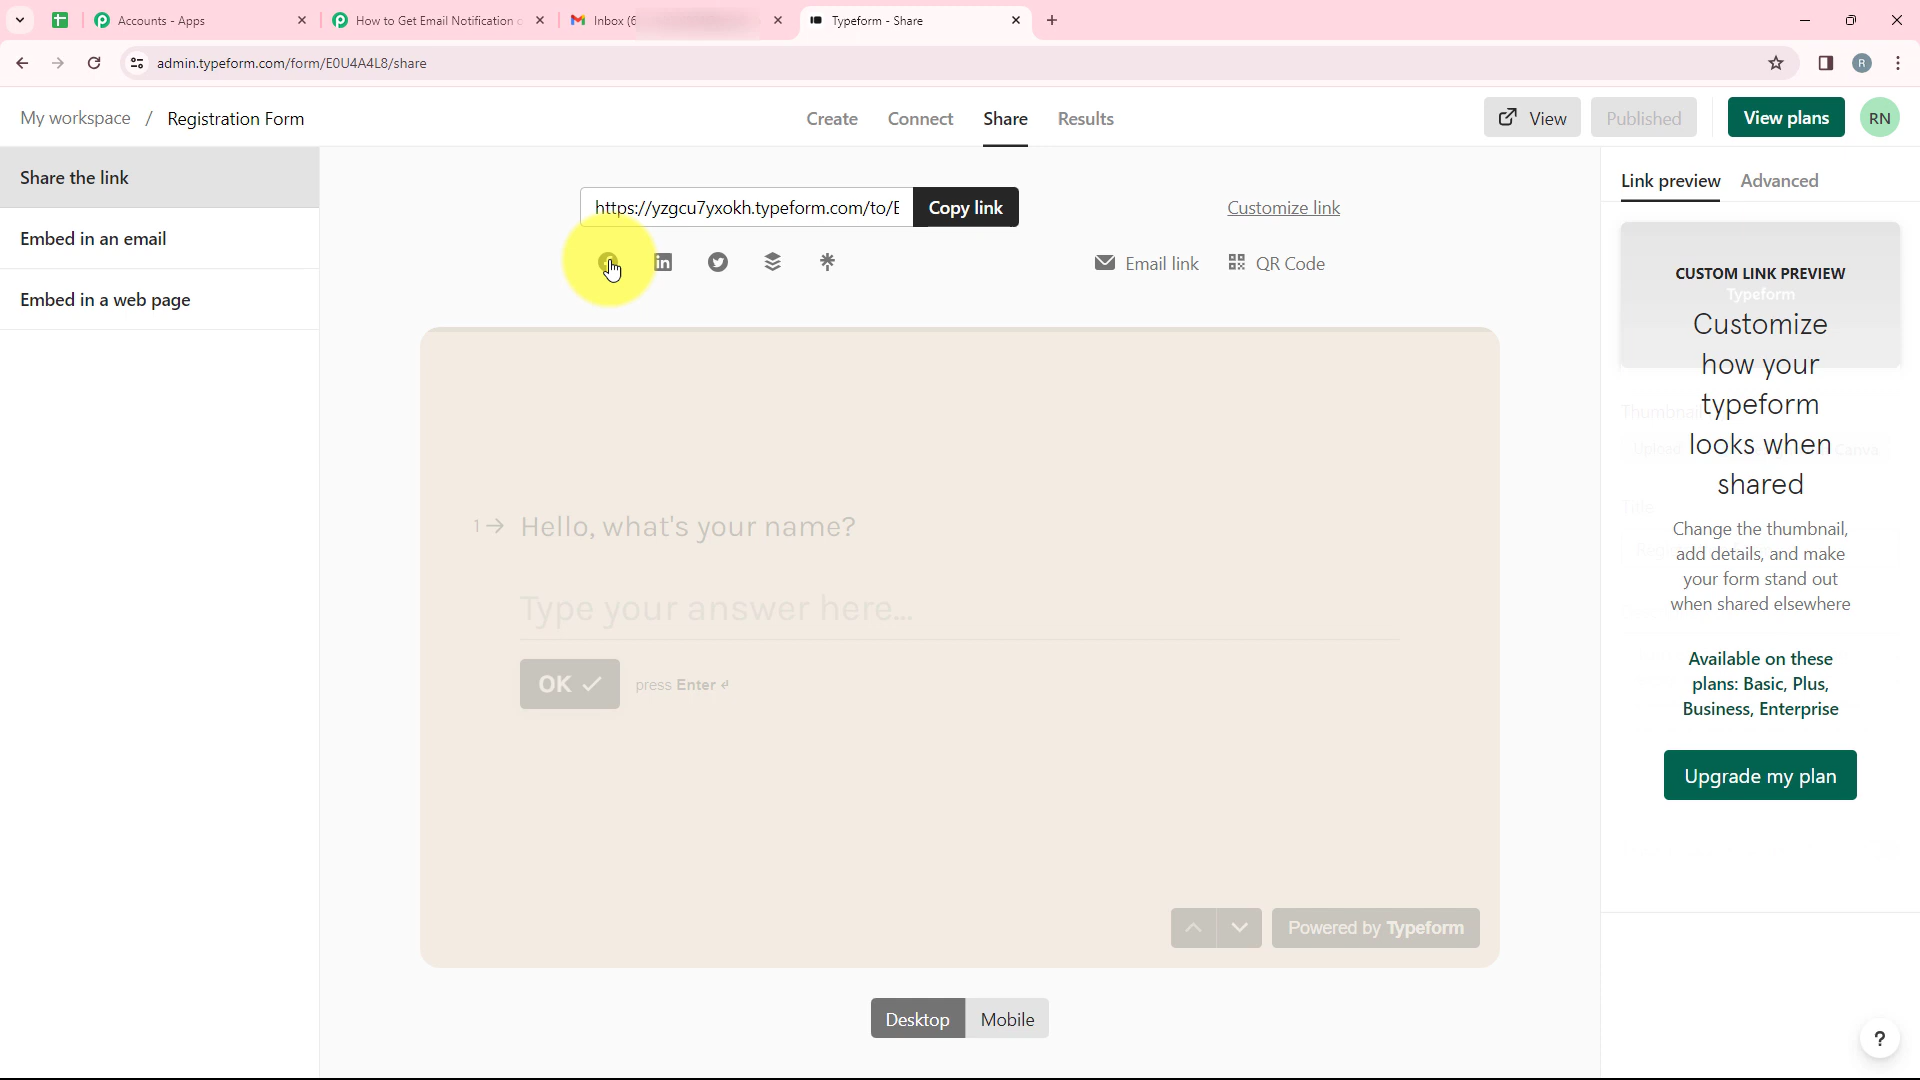 Accounts - Apps
How to Get Email Notification
Inbox (6
Typeform - Share
admin.typeform.com/form/E0U4A4L8/share
R
My workspace / Registration Form
Create
Connect
Share
Results
View
Published
View plans
RN
Share the link
Embed in an email
Embed in a web page
https://yzgcu7yxokh.typeform.com/to/E
Copy link
Customize link
in
Email link
QR Code
1 → Hello, what's your name?
Type your answer here...
OK
press Enter ↵
Powered by Typeform
Desktop
Mobile
Link preview
Advanced
CUSTOM LINK PREVIEW
Typeform
Customize
how your
typeform
looks when
shared
Thumbnail
Upload
Canva
Title
Change the thumbnail,
add details, and make
your form stand out
when shared elsewhere
Available on these
plans: Basic, Plus,
Business, Enterprise
Upgrade my plan
?